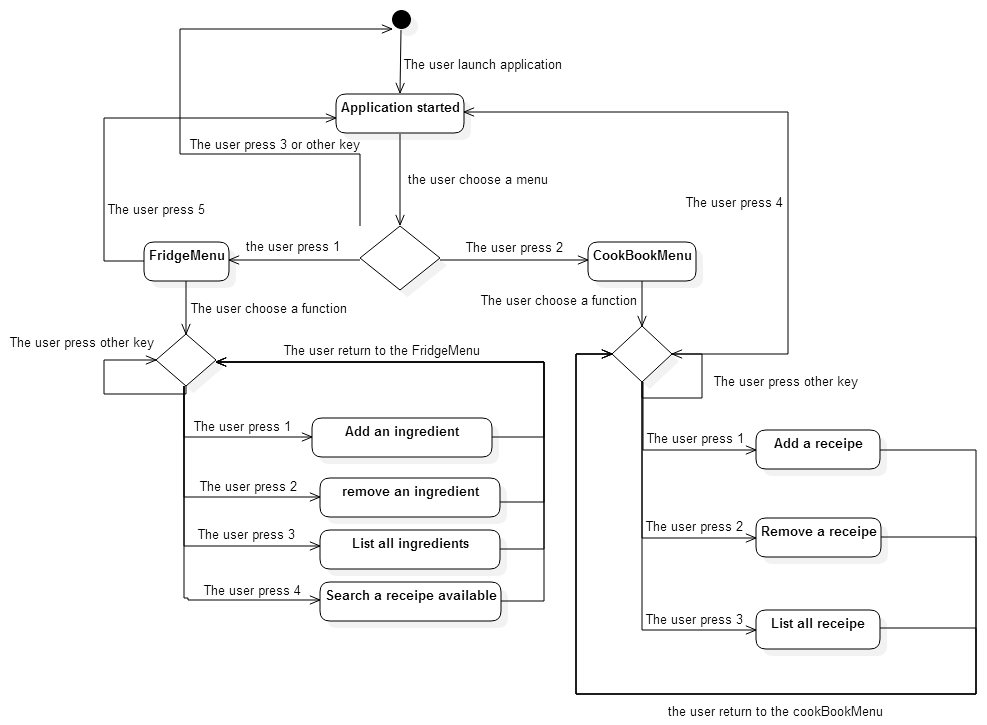 The user launch application
Application started
The user press 3 or other key
the user choose a menu
The user press 4
The user press 5
the user press 1
The user press 2
FridgeMenu
CookBookMenu
The user choose a function
The user choose a function
The user press other key
The user return to the FridgeMenu
The user press other key
The user press 1
Add an ingredient
The user press 1
Add a receipe
The user press 2
remove an ingredient
The user press 2
Remove a receipe
The user press 3
List all ingredients
The user press 4
Search a receipe available
The user press 3
List all receipe
the user return to the cookBookMenu